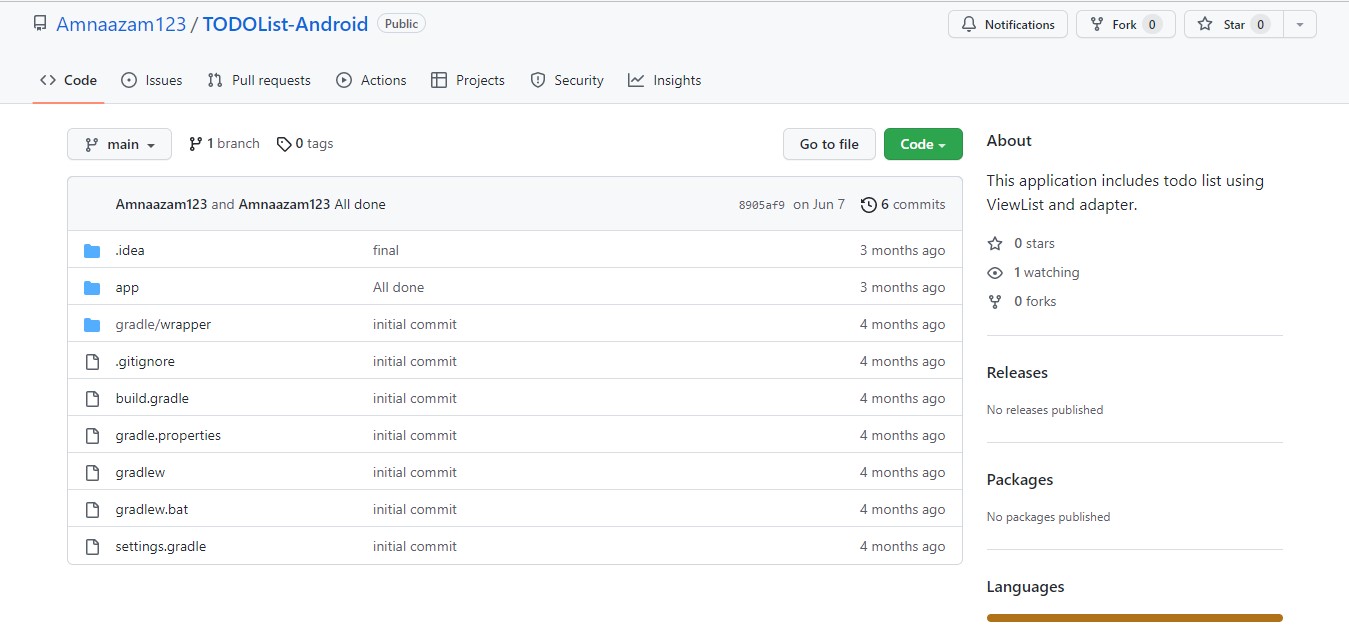 Amnaazam123 / TODOList-Android Public Notifications Fork 0 Star 0
Code Issues Pull requests Actions Projects Security Insights
main 1 branch 0 tags Go to file Code
Amnaazam123 and Amnaazam123 All done 8905af9 on Jun 7 6 commits
.idea final 3 months ago
app All done 3 months ago
gradle/wrapper initial commit 4 months ago
.gitignore initial commit 4 months ago
build.gradle initial commit 4 months ago
gradle.properties initial commit 4 months ago
gradlew initial commit 4 months ago
gradlew.bat initial commit 4 months ago
settings.gradle initial commit 4 months ago
About
This application includes todo list using
ViewList and adapter.
0 stars
1 watching
0 forks
Releases
No releases published
Packages
No packages published
Languages